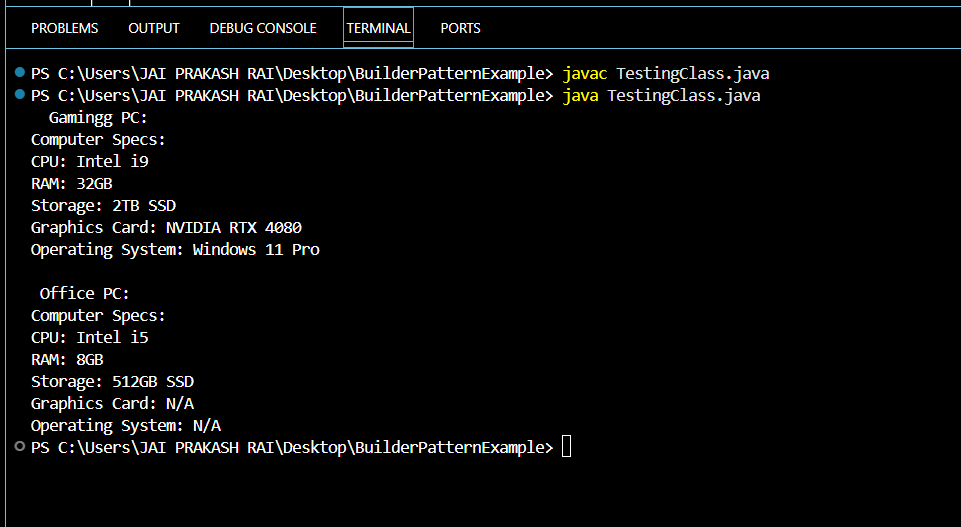 PROBLEMS OUTPUT DEBUG CONSOLE TERMINAL PORTS
PS C:\Users\JAI PRAKASH RAI\Desktop\BuilderPatternExample> javac TestingClass.java
PS C:\Users\JAI PRAKASH RAI\Desktop\BuilderPatternExample> java TestingClass.java
Gamingg PC:
Computer Specs:
CPU: Intel i9
RAM: 32GB
Storage: 2TB SSD
Graphics Card: NVIDIA RTX 4080
Operating System: Windows 11 Pro
Office PC:
Computer Specs:
CPU: Intel i5
RAM: 8GB
Storage: 512GB SSD
Graphics Card: N/A
Operating System: N/A
PS C:\Users\JAI PRAKASH RAI\Desktop\BuilderPatternExample>